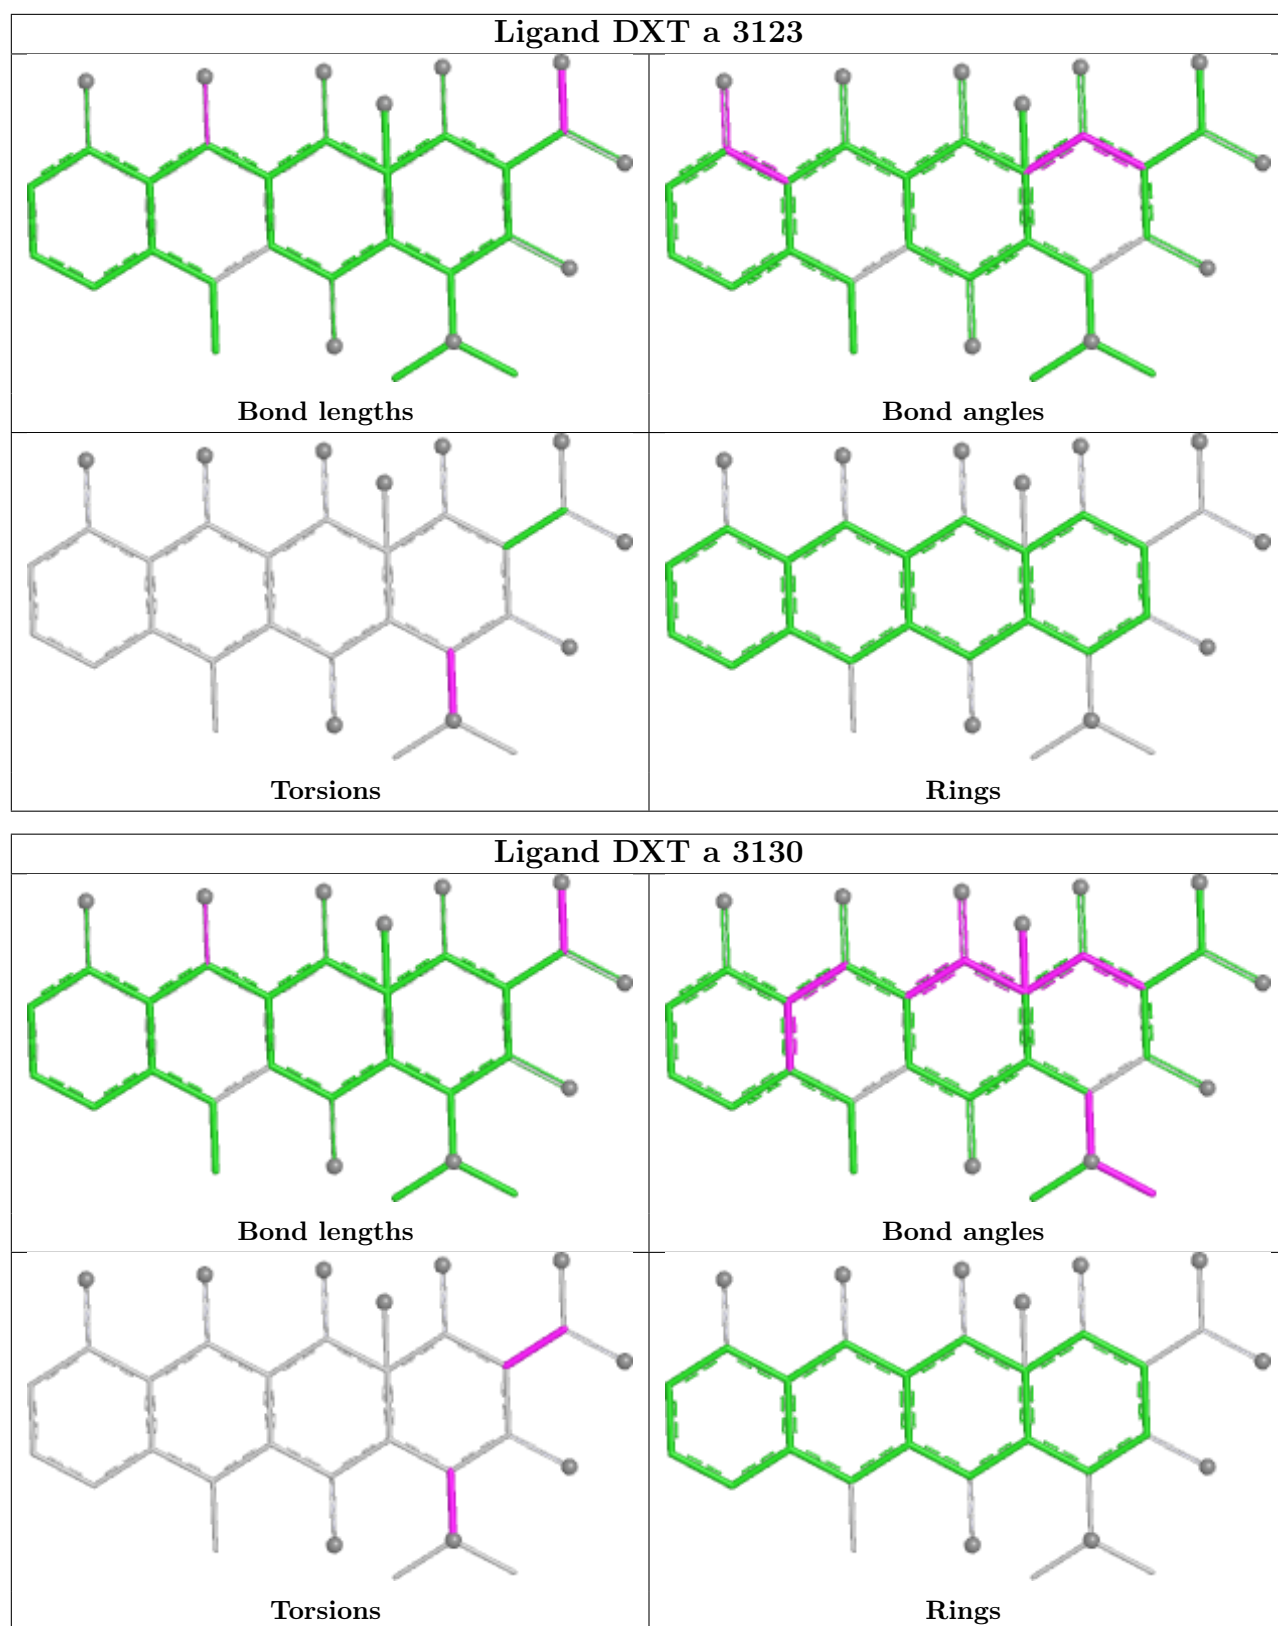 Ligand DXT a 3123
Bond lengths
Bond angles
Torsions
Rings
Ligand DXT a 3130
Bond lengths
Bond angles
Torsions
Rings